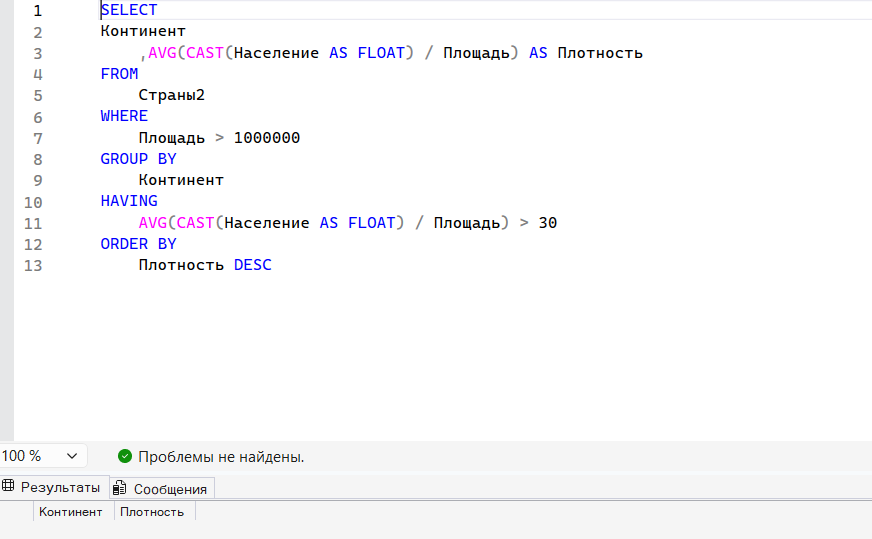 1 SELECT
2 Континент
3 ,AVG(CAST(Население AS FLOAT) / Площадь) AS Плотность
4 FROM
5 Страны2
6 WHERE
7 Площадь > 1000000
8 GROUP BY
9 Континент
10 HAVING
11 AVG(CAST(Население AS FLOAT) / Площадь) > 30
12 ORDER BY
13 Плотность DESC
100 % Проблемы не найдены.
Результаты Сообщения
Континент Плотность